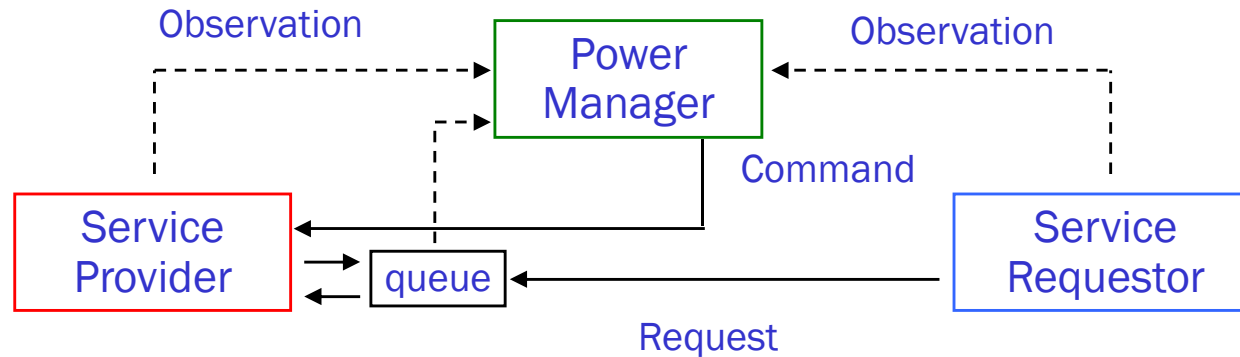 Observation
Power
Manager
Observation
Command
Service
Provider
queue
Service
Requestor
Request